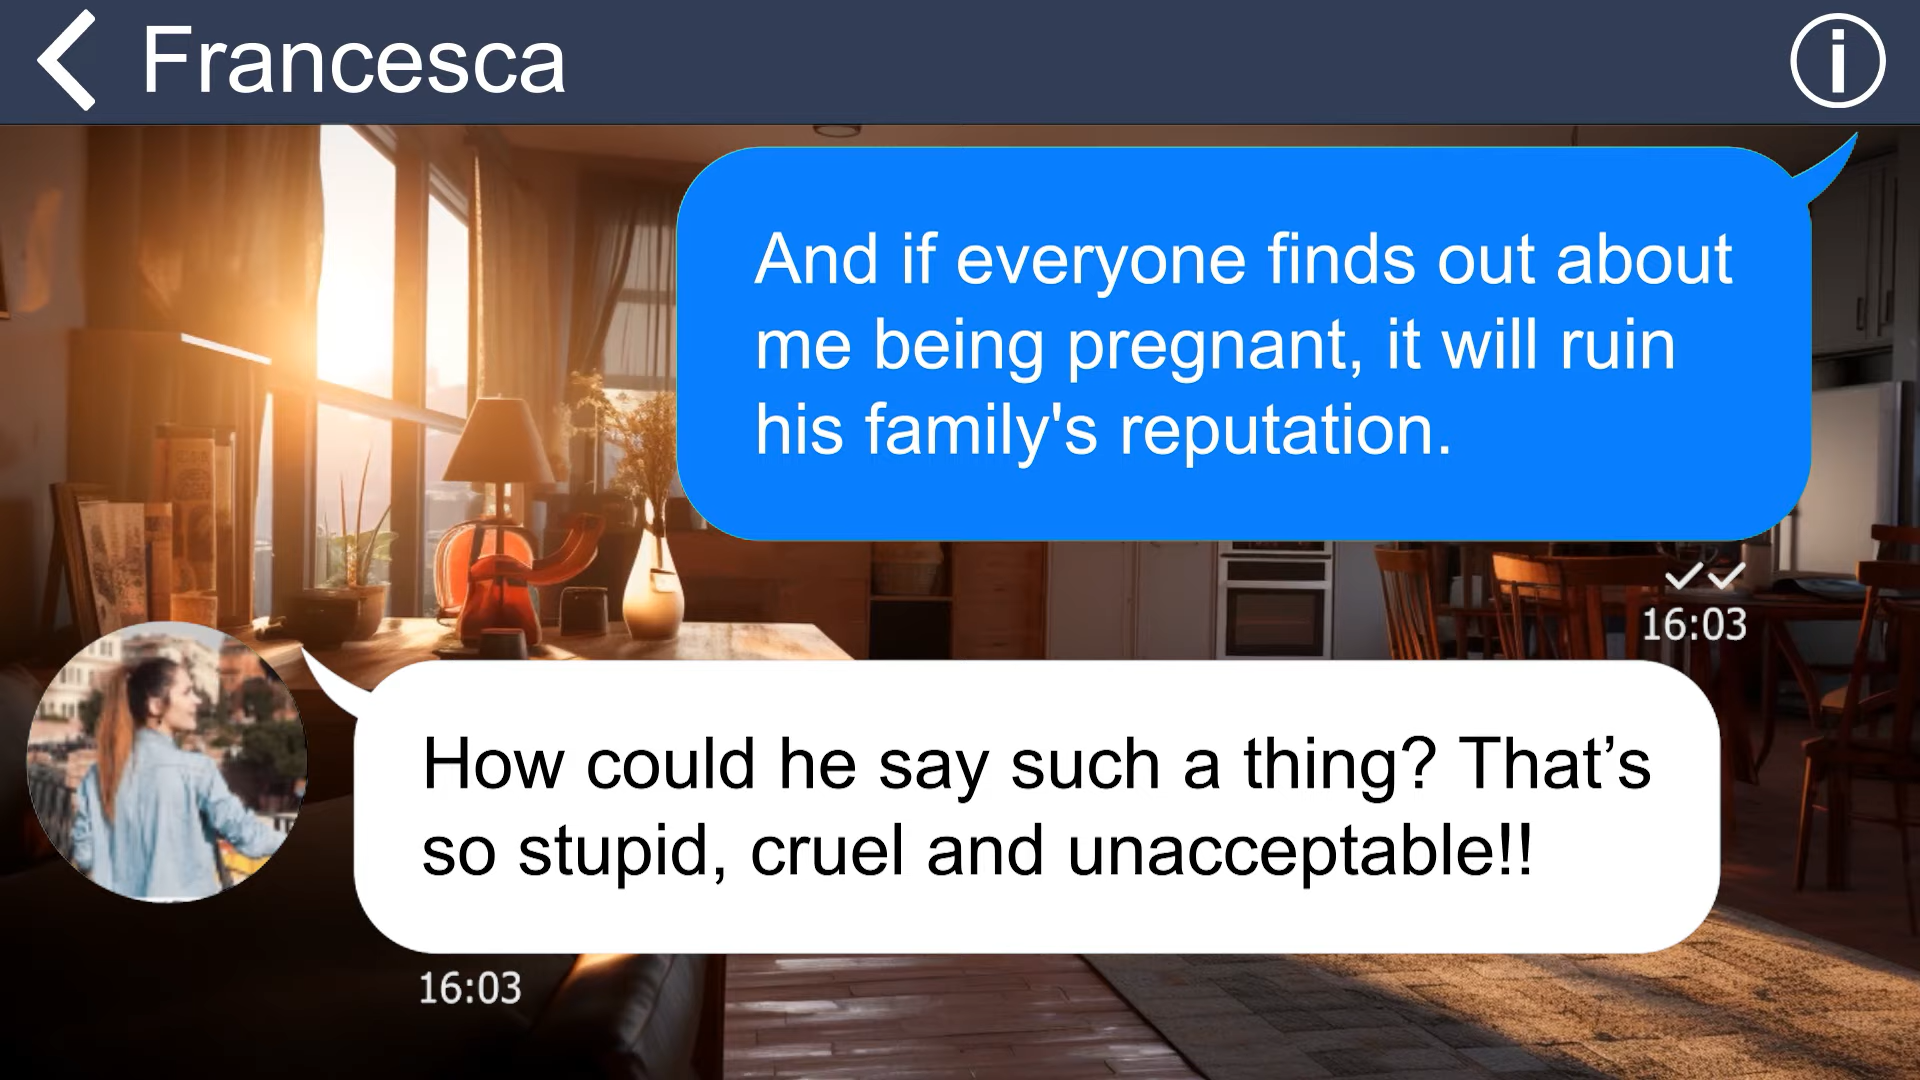 Francesca
And if everyone finds out about
me being pregnant, it will ruin
his family's reputation.
16:03
How could he say such a thing? That’s
so stupid, cruel and unacceptable!!
16:03